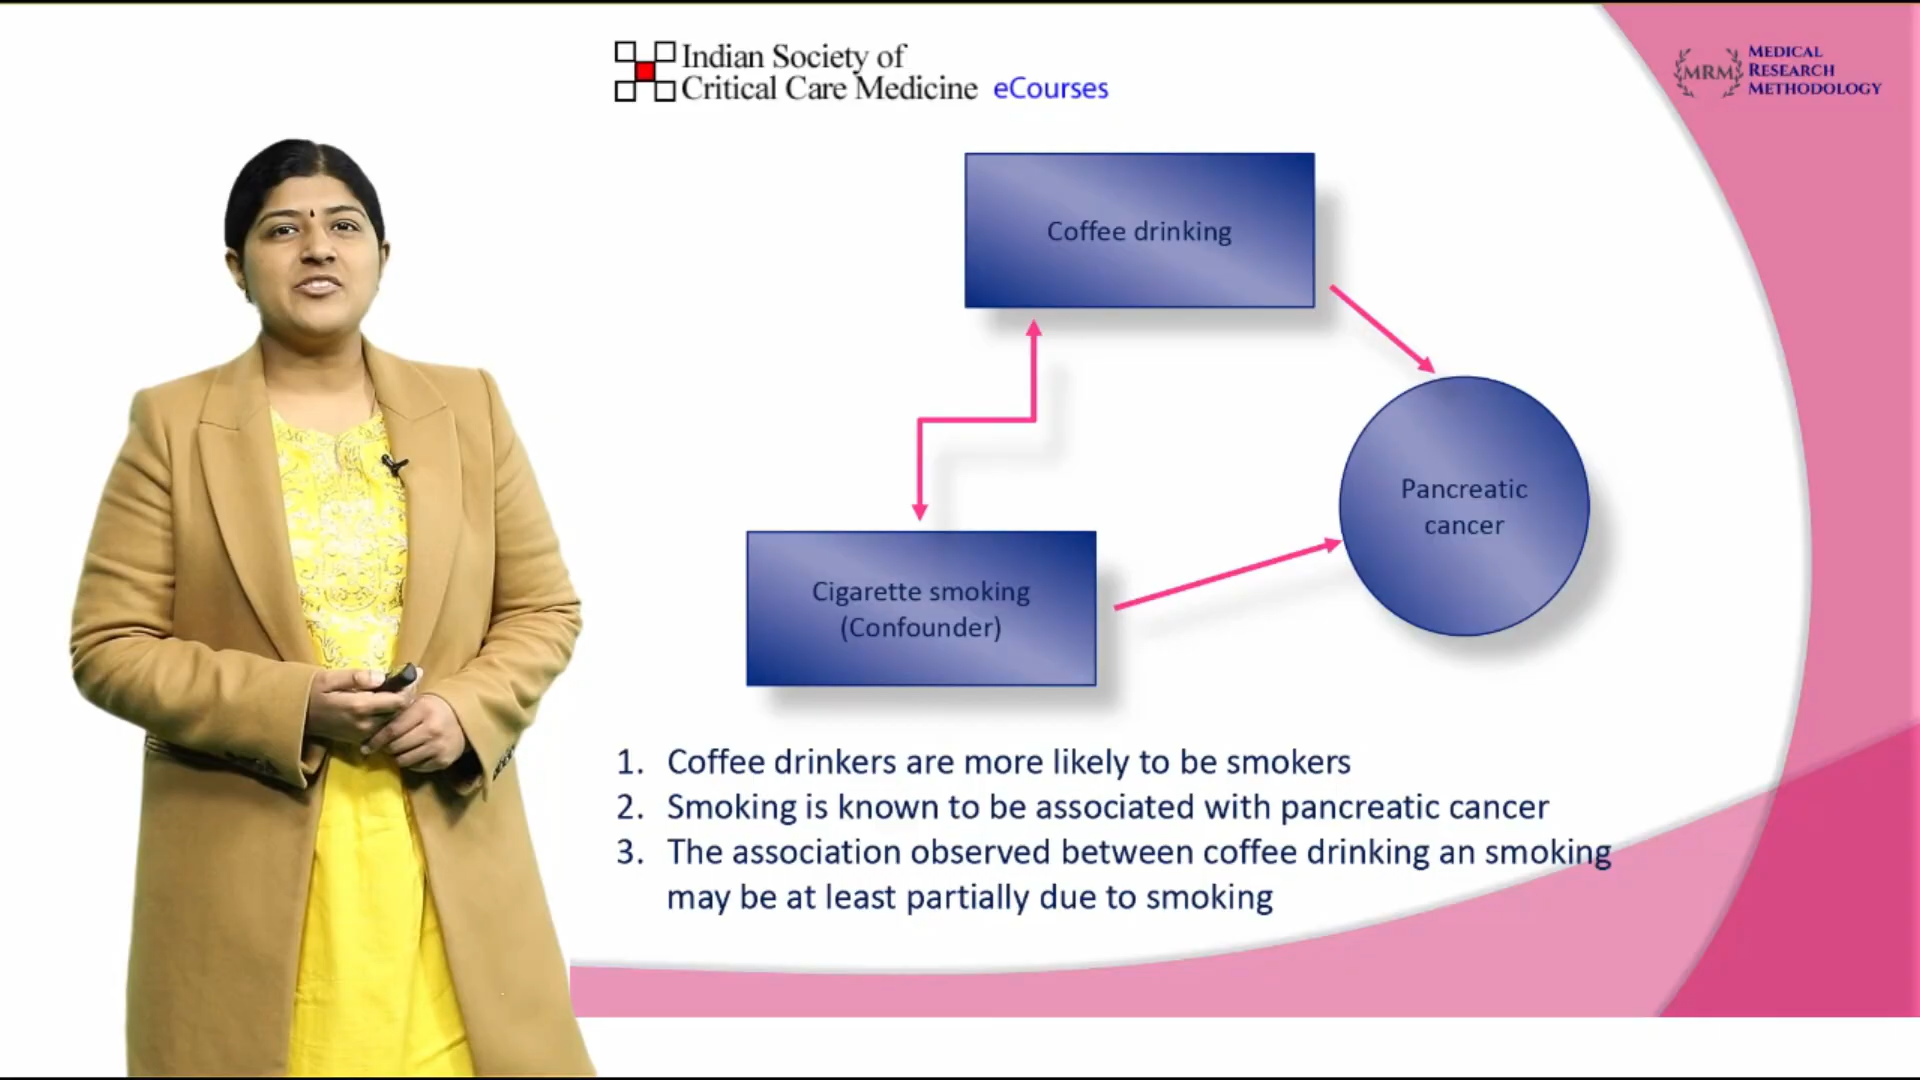 Indian Society of
Critical Care Medicine eCourses
MRM
MEDICAL
RESEARCH
METHODOLOGY
Coffee drinking
Pancreatic
cancer
Cigarette smoking
(Confounder)
1. Coffee drinkers are more likely to be smokers
2. Smoking is known to be associated with pancreatic cancer
3. The association observed between coffee drinking an smoking
may be at least partially due to smoking